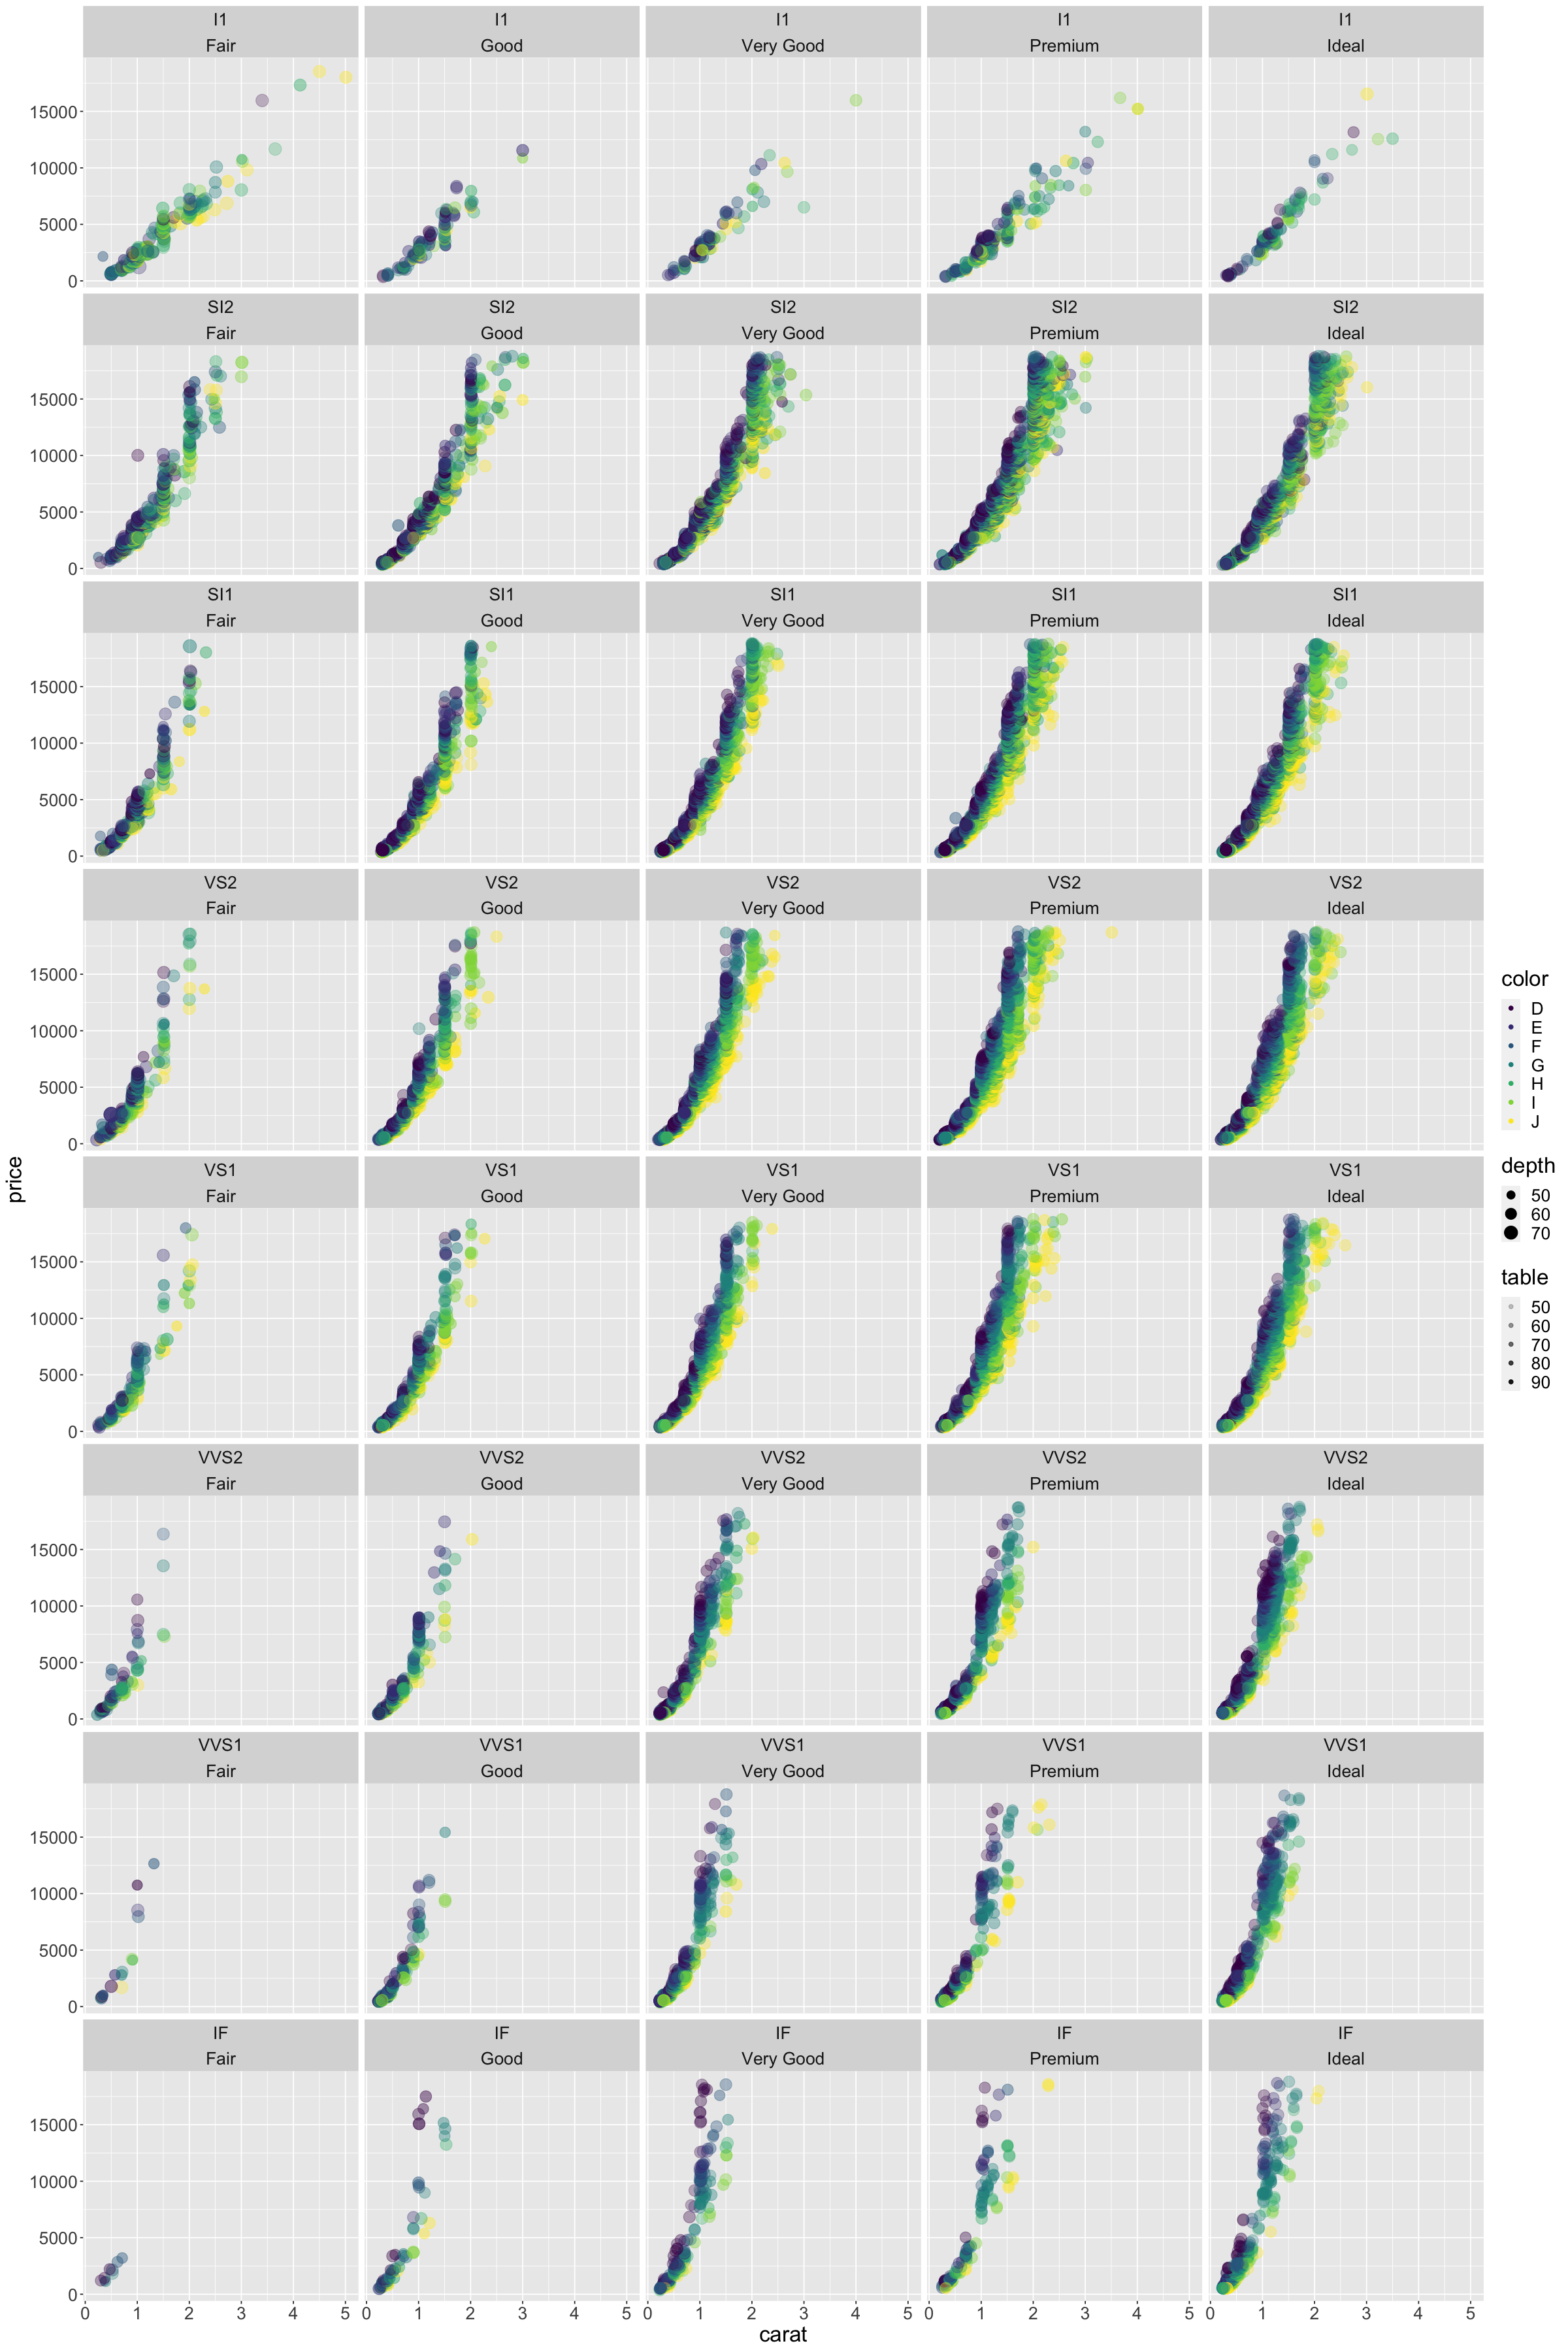 I1 I1 I1 I1 I1
Fair Good Very Good Premium Ideal
15000
10000
5000
0
SI2 SI2 SI2 SI2 SI2
Fair Good Very Good Premium Ideal
15000
10000
5000
0
SI1 SI1 SI1 SI1 SI1
Fair Good Very Good Premium Ideal
15000
10000
5000
0
VS2 VS2 VS2 VS2 VS2
Fair Good Very Good Premium Ideal
15000
10000
5000
0
VS1 VS1 VS1 VS1 VS1
Fair Good Very Good Premium Ideal
15000
10000
5000
0
VVS2 VVS2 VVS2 VVS2 VVS2
Fair Good Very Good Premium Ideal
15000
10000
5000
0
VVS1 VVS1 VVS1 VVS1 VVS1
Fair Good Very Good Premium Ideal
15000
10000
5000
0
IF IF IF IF IF
Fair Good Very Good Premium Ideal
15000
10000
5000
0
0 1 2 3 4 5 0 1 2 3 4 5 0 1 2 3 4 5 0 1 2 3 4 5 0 1 2 3 4 5
carat
price
color
D
E
F
G
H
I
J
depth
50
60
70
table
50
60
70
80
90